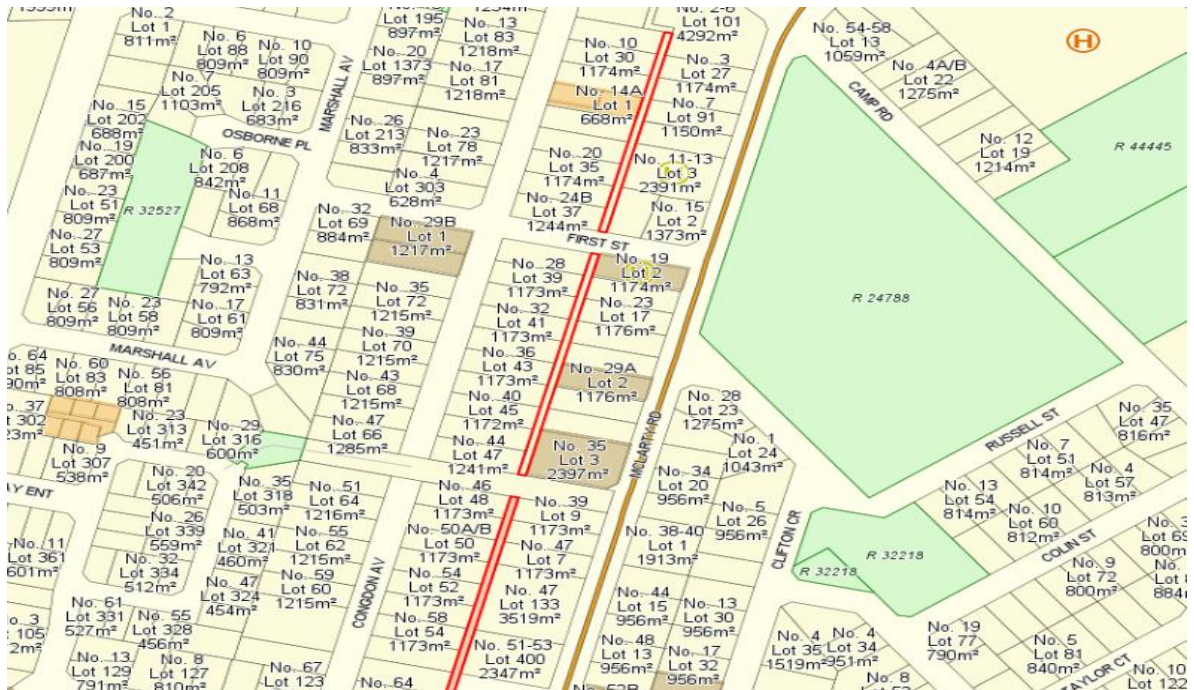 No. 2
Lot 1
811m²
No. 6
Lot 88
809m²
No. 10
Lot 90
809m²
MARSHALL AV
Lot 195
897m²
No. 20
Lot 1373
897m²
No. 13
Lot 83
1218m²
No. 17
Lot 81
1218m²
No. 10
Lot 30
1174m²
No. 14A
Lot 1
668m²
No. 2-6
Lot 101
4292m²
No. 3
Lot 27
1174m²
No. 7
Lot 91
1150m²
No. 54-58
Lot 13
1059m²
No. 4A/B
Lot 22
1275m²
CAMP RD
H
No. 12
Lot 19
1214m²
R 44445
No. 7
Lot 205
1103m²
No. 3
Lot 216
683m²
No. 15
Lot 202
688m²
OSBORNE PL
No. 19
Lot 200
687m²
No. 6
Lot 208
842m²
No. 26
Lot 213
833m²
No. 23
Lot 78
1217m²
No. 4
Lot 303
628m²
No. 20
Lot 35
1174m²
No. 24B
Lot 37
1244m²
No. 11-13
Lot 3
2391m²
No. 15
Lot 2
1373m²
No. 23
Lot 51
809m²
R 32527
No. 11
Lot 68
868m²
No. 32
Lot 69
884m²
No. 29B
Lot 1
1217m²
FIRST ST
No. 27
Lot 53
809m²
No. 13
Lot 63
792m²
No. 38
Lot 72
831m²
No. 35
Lot 72
1215m²
No. 28
Lot 39
1173m²
No. 19
Lot 2
1174m²
R 24788
No. 27
Lot 56
809m²
No. 23
Lot 58
809m²
No. 17
Lot 61
809m²
No. 39
Lot 70
1215m²
No. 32
Lot 41
1173m²
No. 23
Lot 17
1176m²
MARSHALL AV
No. 44
Lot 75
830m²
No. 43
Lot 68
1215m²
No. 36
Lot 43
1173m²
No. 29A
Lot 2
1176m²
No. 60
Lot 83
808m²
No. 56
Lot 81
808m²
No. 40
Lot 45
1172m²
No. 28
Lot 23
1275m²
No. 23
Lot 313
451m²
No. 29
Lot 316
600m²
No. 47
Lot 66
1285m²
No. 44
Lot 47
1241m²
No. 35
Lot 3
2397m²
MCLARTY RD
No. 1
Lot 24
1043m²
RUSSELL ST
No. 35
Lot 47
816m²
No. 9
Lot 307
538m²
No. 20
Lot 342
506m²
No. 35
Lot 318
503m²
No. 51
Lot 64
1216m²
No. 46
Lot 48
1173m²
No. 39
Lot 9
1173m²
No. 34
Lot 20
956m²
No. 5
Lot 26
956m²
No. 7
Lot 51
814m²
No. 4
Lot 57
813m²
No. 13
Lot 54
814m²
No. 10
Lot 60
812m²
No. 26
Lot 339
559m²
No. 41
Lot 321
460m²
No. 55
Lot 62
1215m²
No. 50A/B
Lot 50
1173m²
No. 47
Lot 7
1173m²
No. 38-40
Lot 1
1913m²
CLIFTON CR
R 32218
R 32218
COLIN ST
No. 11
No. 32
Lot 334
512m²
No. 47
Lot 324
454m²
No. 59
Lot 60
1215m²
CONGDON AV
No. 54
Lot 52
1173m²
No. 47
Lot 133
3519m²
No. 44
Lot 15
956m²
No. 13
Lot 30
956m²
No. 9
Lot 72
800m²
No. 61
Lot 331
527m²
No. 55
Lot 328
456m²
No. 58
Lot 54
1173m²
No. 51-53
Lot 400
2347m²
No. 48
Lot 13
956m²
No. 17
Lot 32
956m²
No. 4
Lot 35
1519m²
No. 4
Lot 34
951m²
No. 19
Lot 77
790m²
No. 5
Lot 81
840m²
No. 13
Lot 129
791m²
No. 8
Lot 127
810m²
No. 67
Lot 123
No. 64
No. 8
No. 10
Lot 122